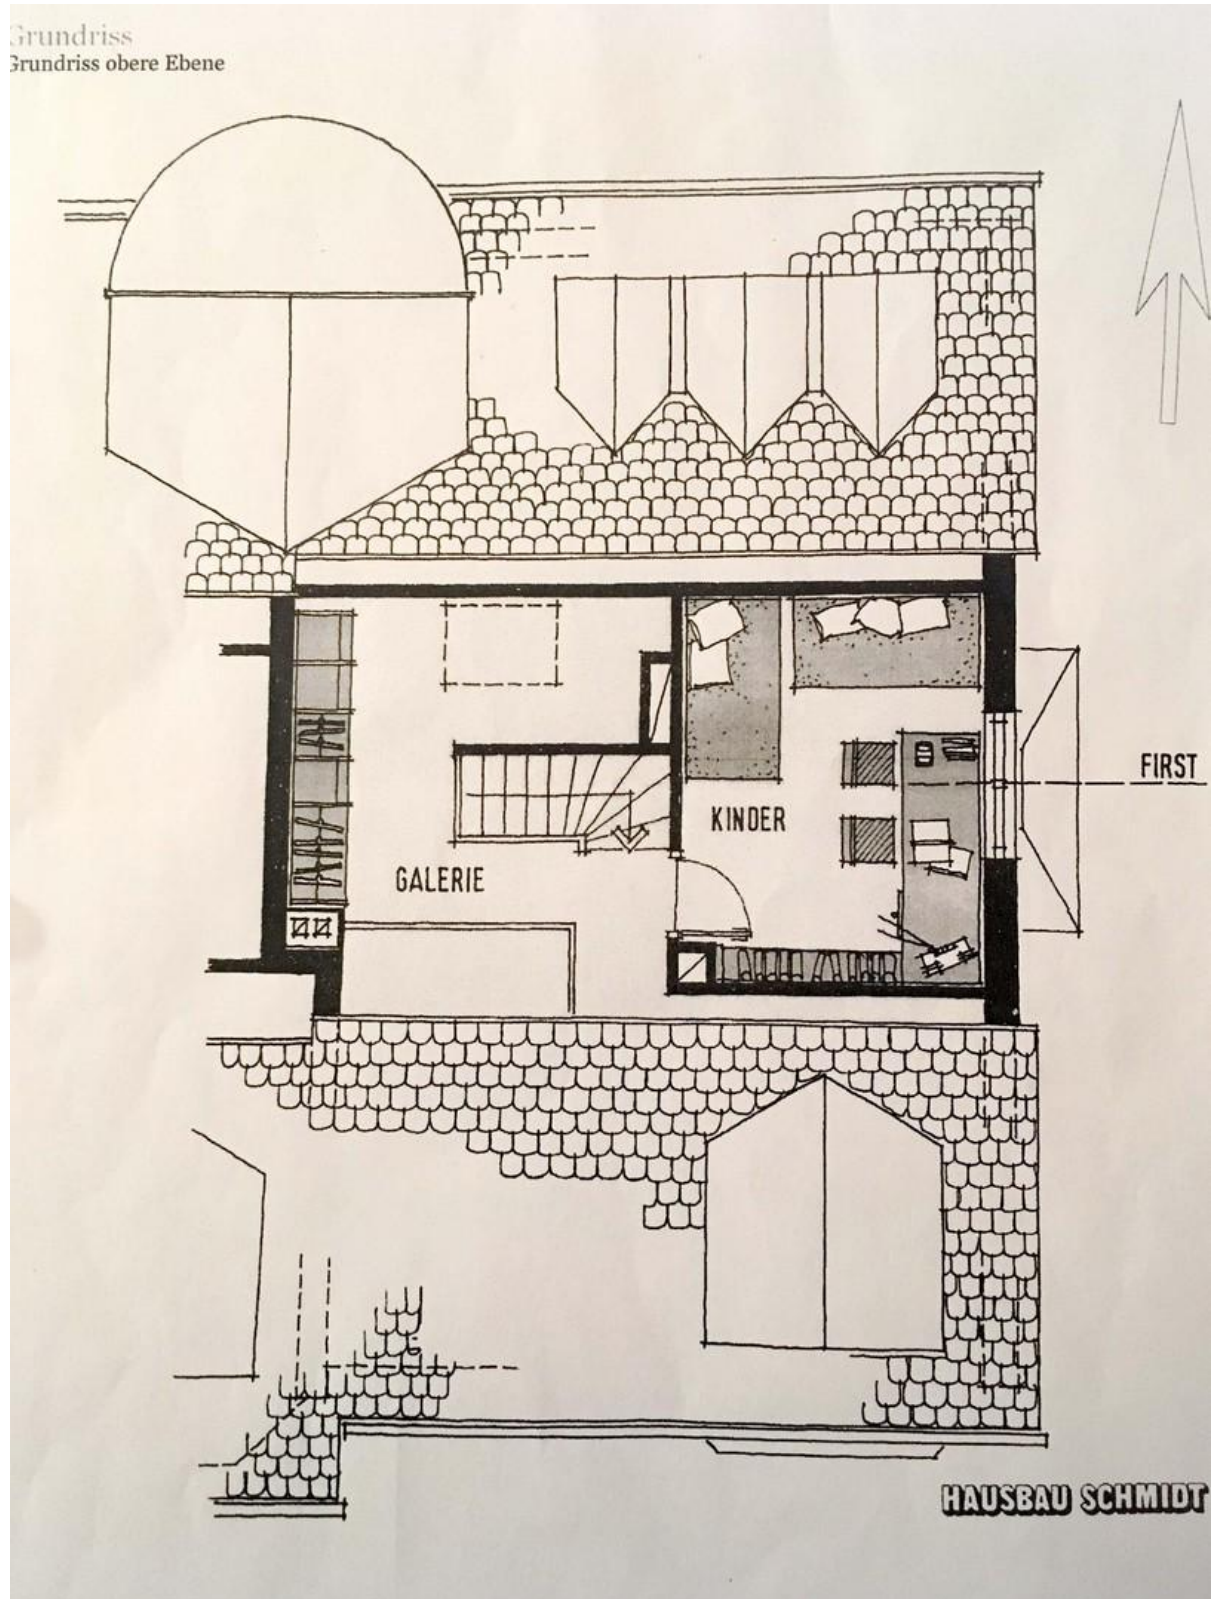 Grundriss
Grundriss obere Ebene
FIRST
KINDER
GALERIE
HAUSBAU SCHMIDT